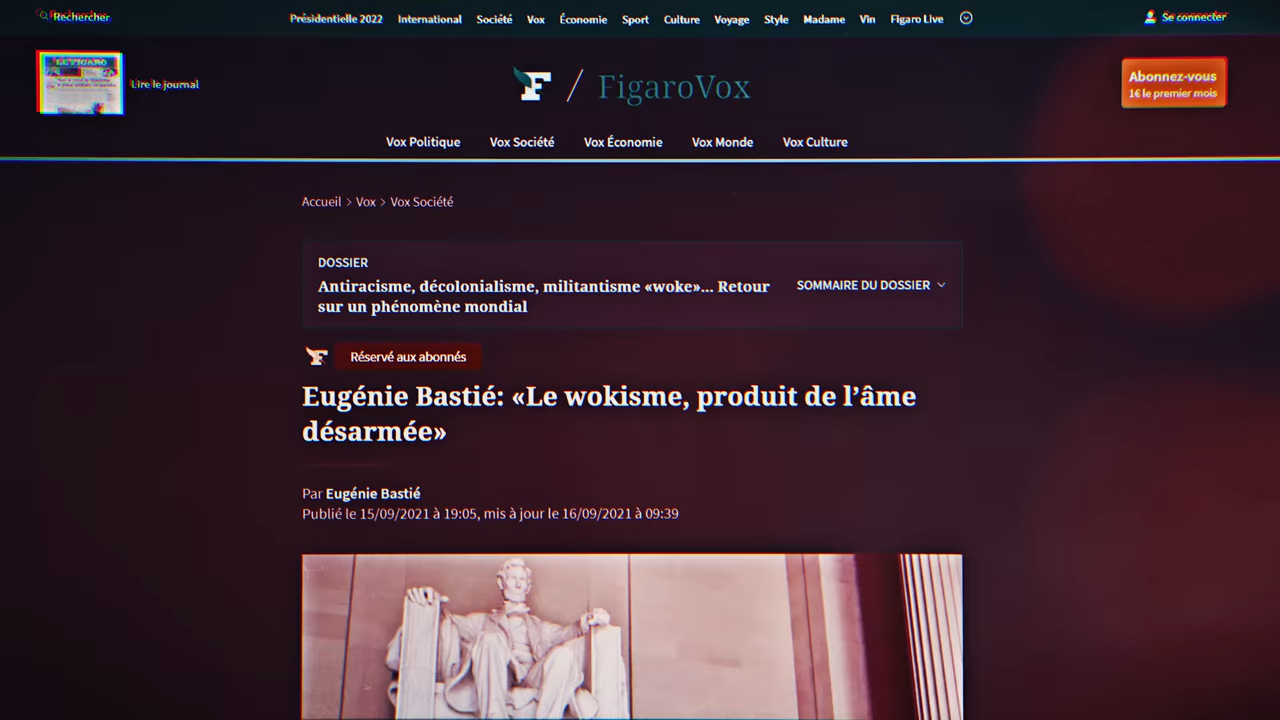 Rechercher
Présidentielle 2022 International Société Vox Économie Sport Culture Voyage Style Madame Vin Figaro Live
Se connecter
LE FIGARO
Lire le journal
F / FigaroVox
Abonnez-vous
1€ le premier mois
Vox Politique Vox Société Vox Économie Vox Monde Vox Culture
Accueil > Vox > Vox Société
DOSSIER
Antiracisme, décolonialisme, militantisme «woke»... Retour
sur un phénomène mondial
SOMMAIRE DU DOSSIER
F Réservé aux abonnés
Eugénie Bastié: «Le wokisme, produit de l'âme
désarmée»
Par Eugénie Bastié
Publié le 15/09/2021 à 19:05, mis à jour le 16/09/2021 à 09:39